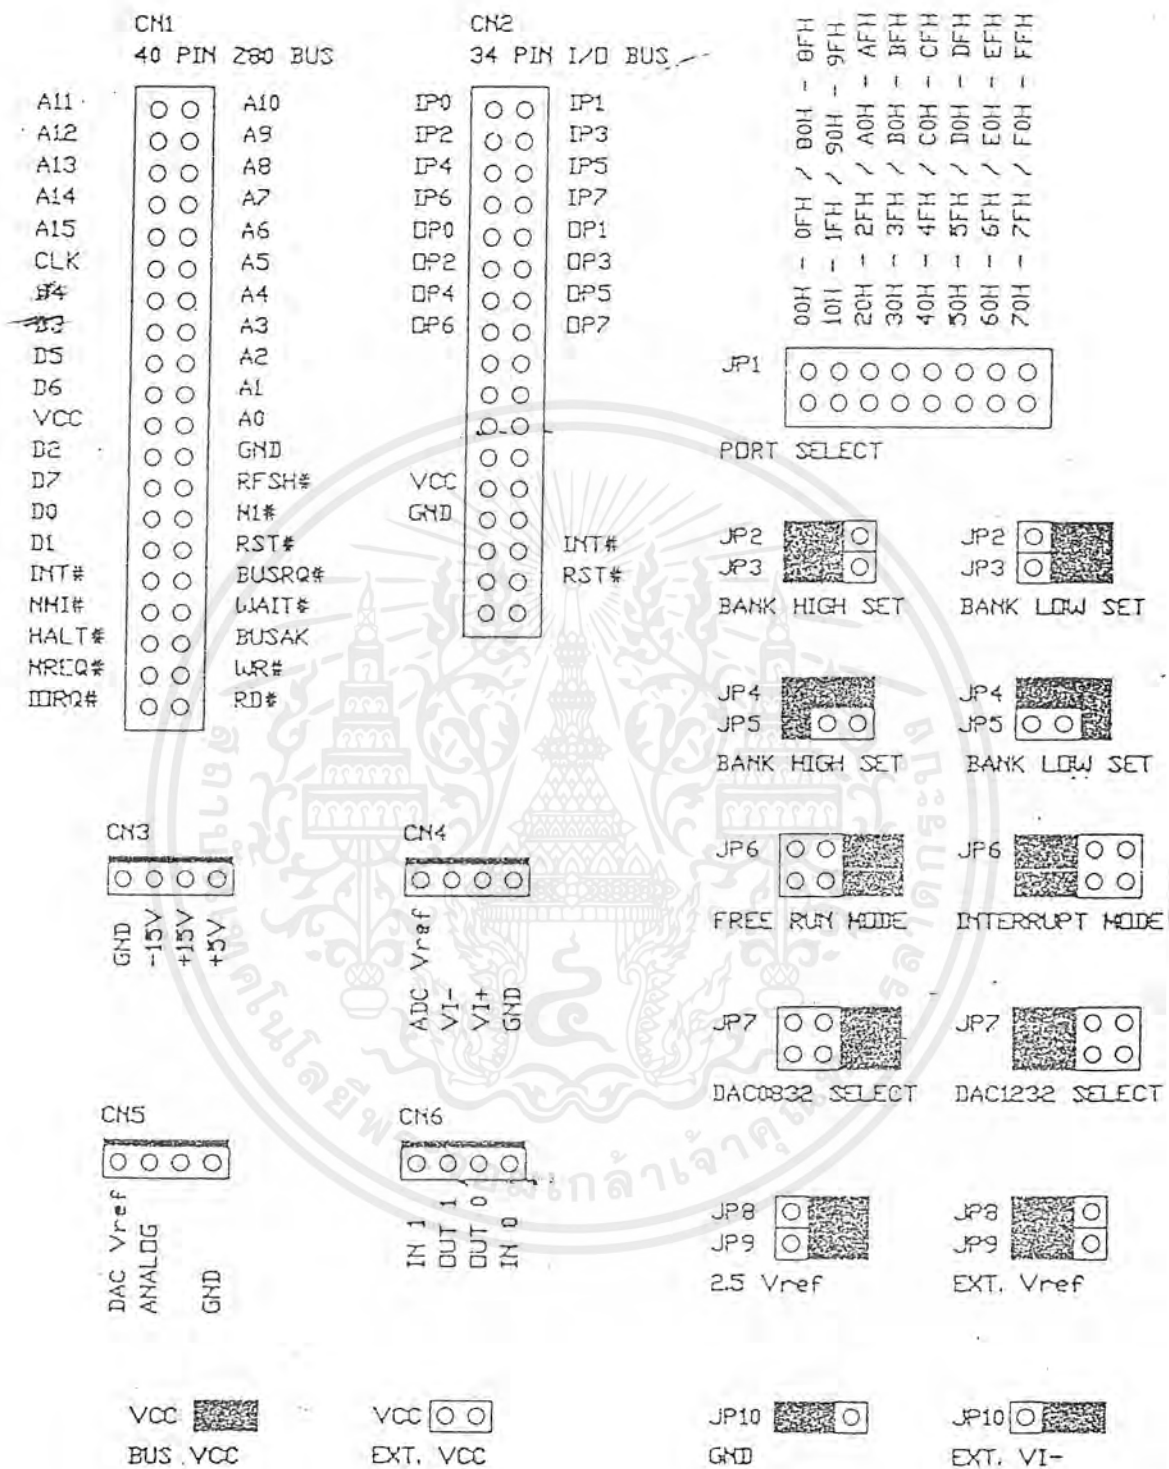 CN1
40 PIN Z80 BUS
A11 A10
A12 A9
A13 A8
A14 A7
A15 A6
CLK A5
D4 A4
D3 A3
D5 A2
D6 A1
VCC A0
D2 GND
D7 RFSH#
D0 M1#
D1 RST#
INT# BUSRQ#
NMI# WAIT#
HALT# BUSAK
MREQ# WR#
IORQ# RD#
CN2
34 PIN I/O BUS
IP0 IP1
IP2 IP3
IP4 IP5
IP6 IP7
OP0 OP1
OP2 OP3
OP4 OP5
OP6 OP7
VCC
GND
INT#
RST#
00H - 0FH / 80H - 8FH
10H - 1FH / 90H - 9FH
20H - 2FH / A0H - AFH
30H - 3FH / B0H - BFH
40H - 4FH / C0H - CFH
50H - 5FH / D0H - DFH
60H - 6FH / E0H - EFH
70H - 7FH / F0H - FFH
JP1
PORT SELECT
JP2 JP2
JP3 JP3
BANK HIGH SET BANK LOW SET
JP4 JP4
JP5 JP5
BANK HIGH SET BANK LOW SET
CN3
GND
-15V
+15V
+5V
CN4
ADC Vref
VI-
VI+
GND
JP6 JP6
FREE RUN MODE INTERRUPT MODE
JP7 JP7
DAC0832 SELECT DAC1232 SELECT
CN5
DAC Vref
ANALOG
GND
CN6
IN 1
OUT 1
OUT 0
IN 0
JP8 JP8
JP9 JP9
2.5 Vref EXT. Vref
VCC VCC
BUS VCC EXT. VCC
JP10 JP10
GND EXT. VI-